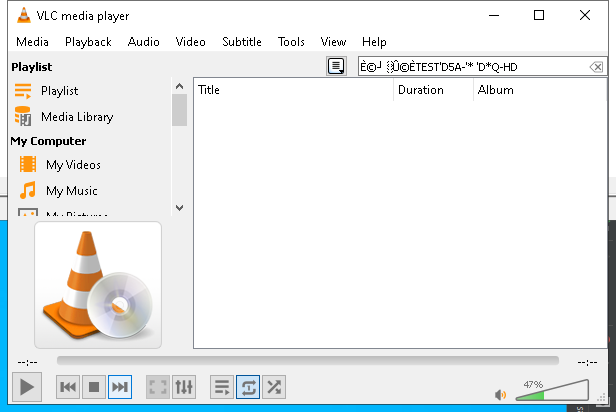 VLC media player
Media Playback Audio Video Subtitle Tools View Help
Playlist
È©┘ ░Û©ÈTEST'D5A-'* 'D*Q-HD
Playlist
Media Library
My Computer
My Videos
My Music
My Pictures
Title Duration Album
--:-- --:--
47%